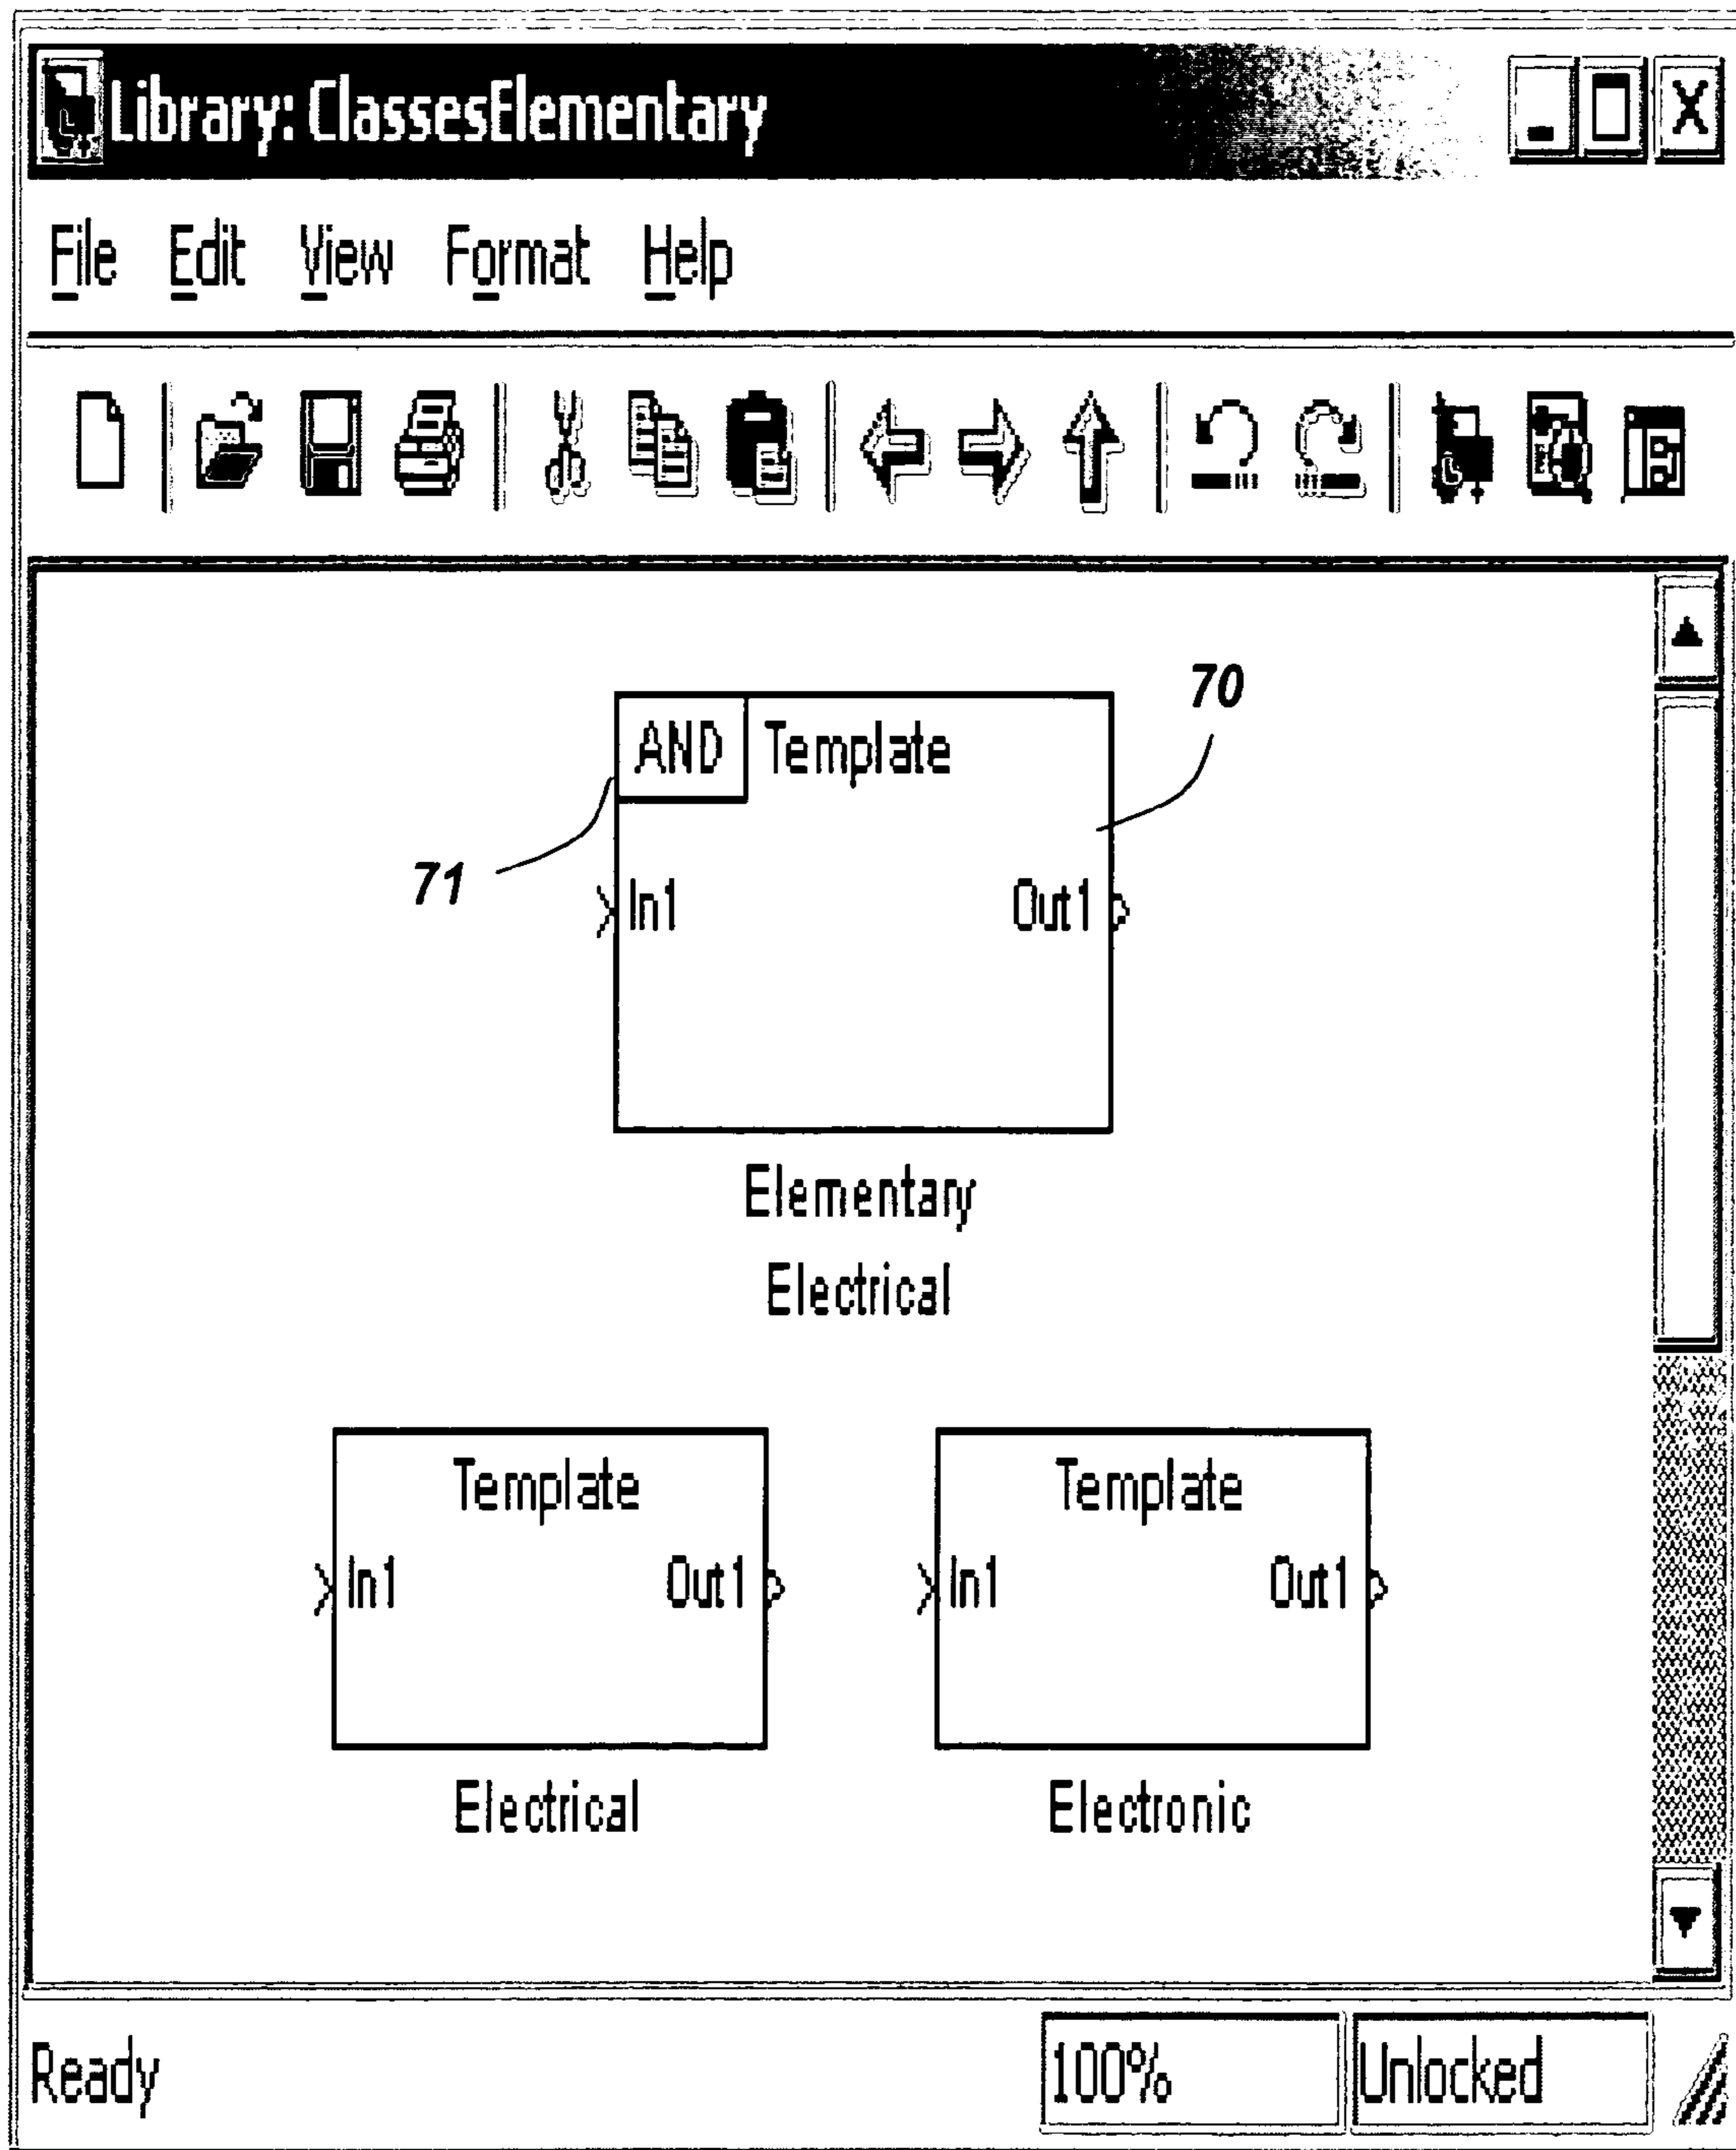 Library: ClassesElementary
File Edit View Format Help
70
AND Template
71
In1 Out1
Elementary
Electrical
Template Template
In1 Out1 In1 Out1
Electrical Electronic
Ready 100% Unlocked